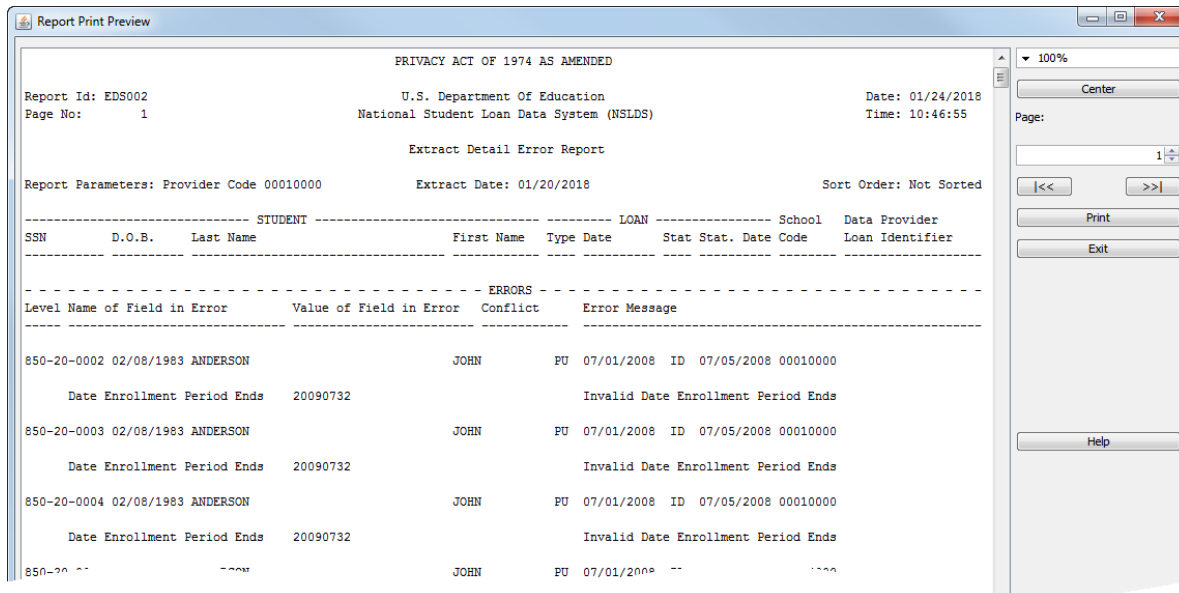 Report Print Preview
PRIVACY ACT OF 1974 AS AMENDED
Report Id: EDS002 U.S. Department Of Education Date: 01/24/2018
Page No: 1 National Student Loan Data System (NSLDS) Time: 10:46:55
Extract Detail Error Report
Report Parameters: Provider Code 00010000 Extract Date: 01/20/2018 Sort Order: Not Sorted
------------------------------- STUDENT ------------------------------- --------- LOAN ---------------- School Data Provider
SSN D.O.B. Last Name First Name Type Date Stat Stat. Date Code Loan Identifier
----------- ---------- ----------------------------------- ------------ ---- ---------- ---- ---------- -------- -------------------
- - - - - - - - - - - - - - - - - - - - - - - - - - - - - - - - ERRORS - - - - - - - - - - - - - - - - - - - - - - - - - - - - - - -
Level Name of Field in Error Value of Field in Error Conflict Error Message
----- ------------------------------ ------------------------- ------------ -------------------------------------------------------
850-20-0002 02/08/1983 ANDERSON JOHN PU 07/01/2008 ID 07/05/2008 00010000
Date Enrollment Period Ends 20090732 Invalid Date Enrollment Period Ends
850-20-0003 02/08/1983 ANDERSON JOHN PU 07/01/2008 ID 07/05/2008 00010000
Date Enrollment Period Ends 20090732 Invalid Date Enrollment Period Ends
850-20-0004 02/08/1983 ANDERSON JOHN PU 07/01/2008 ID 07/05/2008 00010000
Date Enrollment Period Ends 20090732 Invalid Date Enrollment Period Ends
JOHN PU 07/01/2008
100%
Center
Page:
1
|<< >>|
Print
Exit
Help